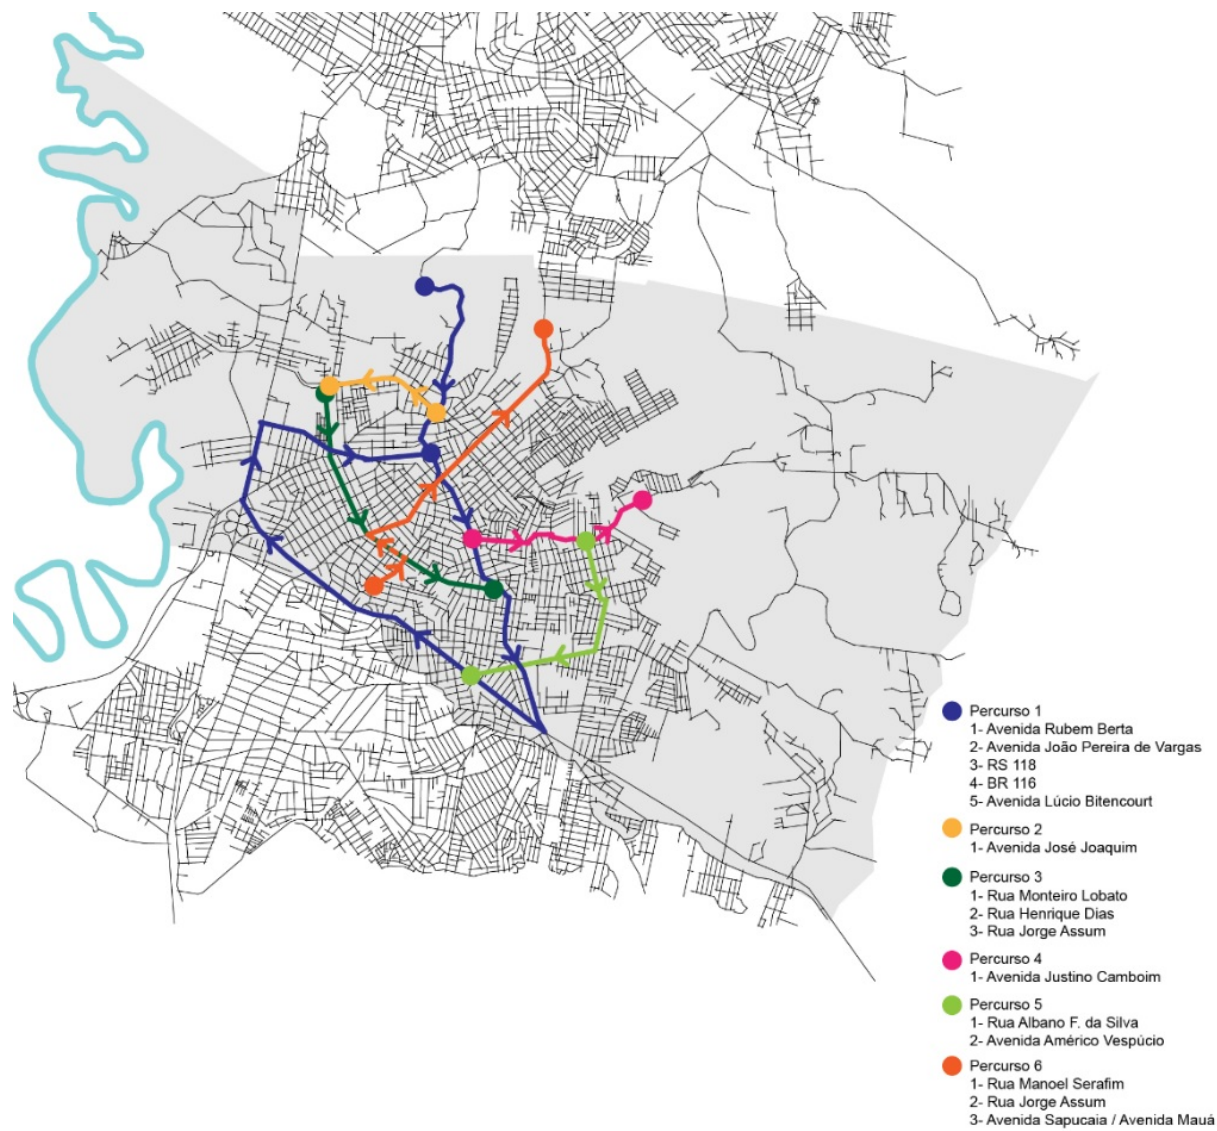 Percurso 1
1- Avenida Rubem Berta
2- Avenida João Pereira de Vargas
3- RS 118
4- BR 116
5- Avenida Lúcio Bitencourt
Percurso 2
1- Avenida José Joaquim
Percurso 3
1- Rua Monteiro Lobato
2- Rua Henrique Dias
3- Rua Jorge Assum
Percurso 4
1- Avenida Justino Camboim
Percurso 5
1- Rua Albano F. da Silva
2- Avenida Américo Vespúcio
Percurso 6
1- Rua Manoel Serafim
2- Rua Jorge Assum
3- Avenida Sapucaia / Avenida Mauá